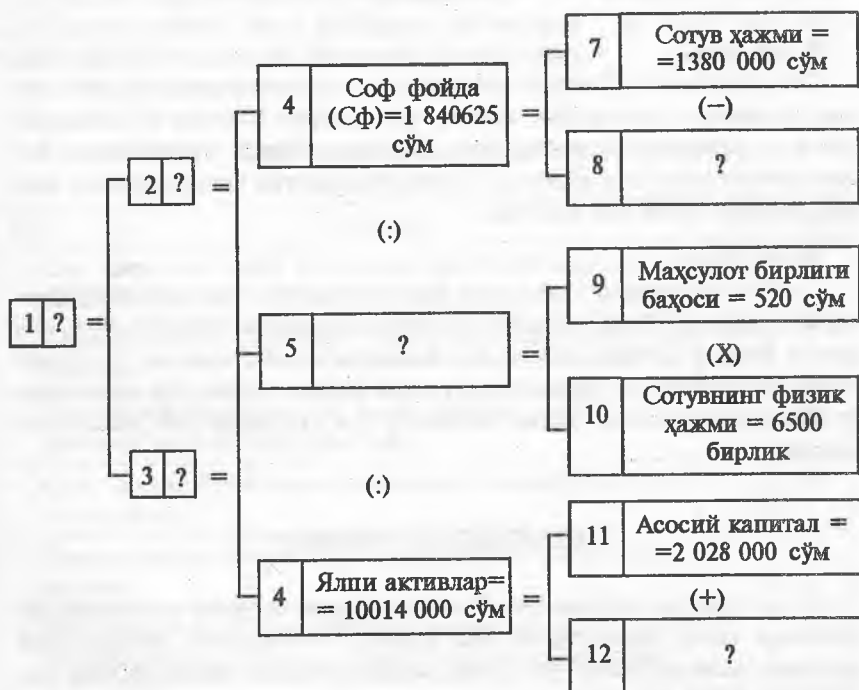 7 Сотув ҳажми =
=1380 000 сўм
4 Соф фойда
(Сф)=1 840625
сўм
=
(−)
8 ?
2 ? =
(:)
1 ? =
9 Маҳсулот бирлиги
баҳоси = 520 сўм
5 ? =
(X)
10 Сотувнинг физик
ҳажми = 6500
бирлик
3 ? =
(:)
11 Асосий капитал =
=2 028 000 сўм
4 Ялпи активлар=
= 10014 000 сўм
=
(+)
12 ?